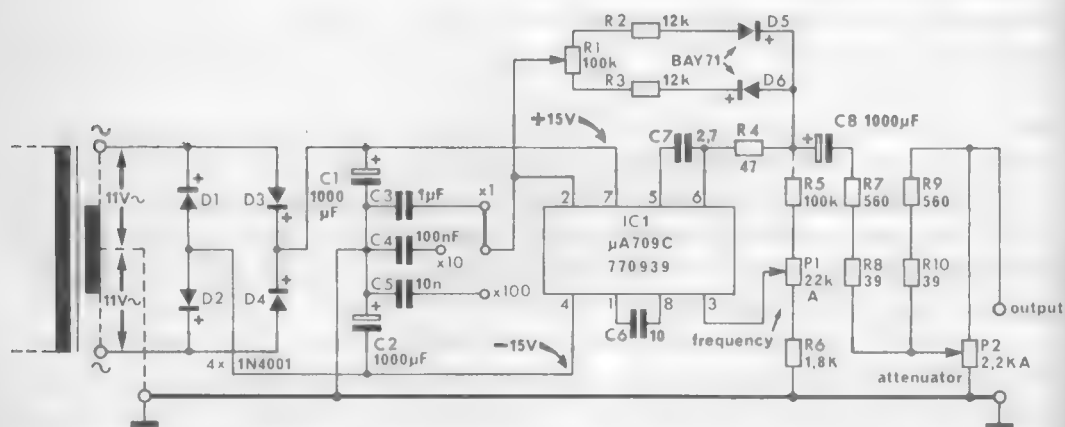 R2 12k D5
R1 100k
BAY71
R3 12k D6
+15V
C7 2,7
R4 47
C8 1000µF
+
~
11V~
11V~
~
D1
D2
D3
D4
4x 1N4001
C1 1000 µF
C3 1µF
C4 100nF
C5 10n
C2 1000µF
x1
x10
x100
2 7 5 6
IC1
µA709C
770939
4 1 8 3
C6 10
-15V
frequency
R5 100k
P1 22k A
R6 1,8K
R7 560
R8 39
R9 560
R10 39
attenuator
P2 2,2KA
output